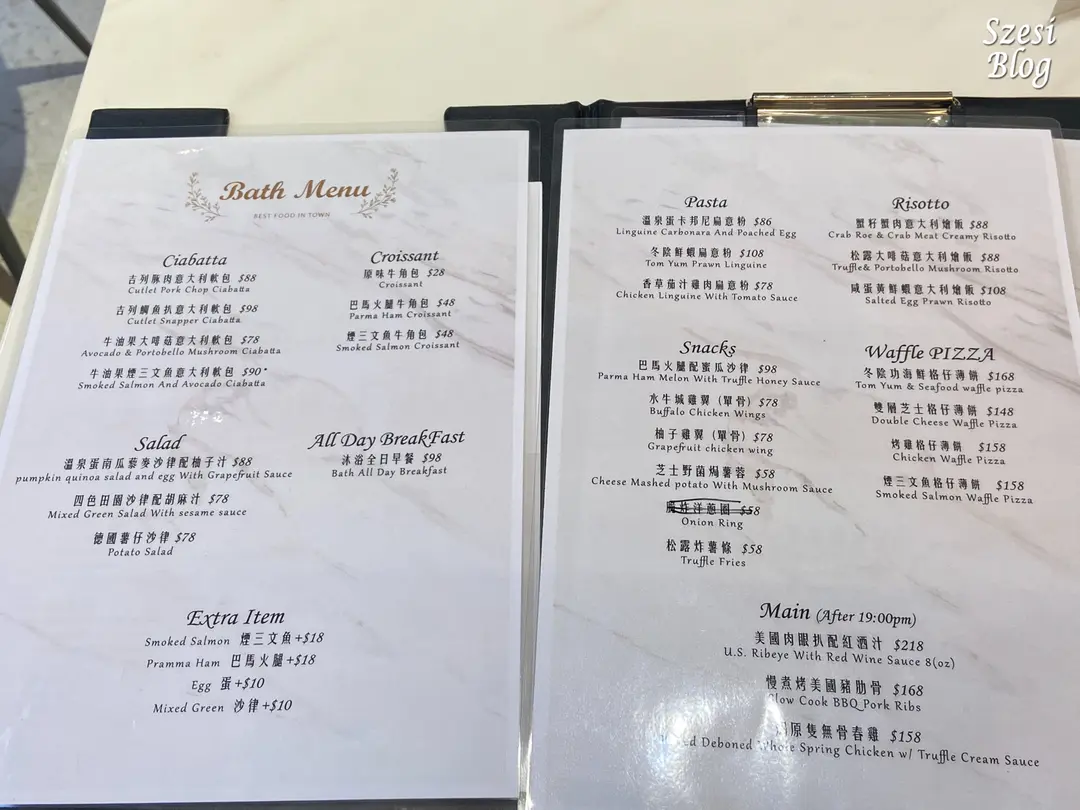 Szesi
Blog
Bath Menu
BEST FOOD IN TOWN
Ciabatta
吉列豚肉意大利軟包 $88
Cutlet Pork Chop Ciabatta
吉列鯛魚扒意大利軟包 $98
Cutlet Snapper Ciabatta
牛油果大啡菇意大利軟包 $78
Avocado & Portobello Mushroom Ciabatta
牛油果煙三文魚意大利軟包 $90*
Smoked Salmon And Avocado Ciabatta
Croissant
原味牛角包 $28
Croissant
巴馬火腿牛角包 $48
Parma Ham Croissant
煙三文魚牛角包 $48
Smoked Salmon Croissant
Salad
溫泉蛋南瓜藜麥沙律配柚子汁 $88
pumpkin quinoa salad and egg With Grapefruit Sauce
四色田園沙律配胡麻汁 $78
Mixed Green Salad With sesame sauce
德國薯仔沙律 $78
Potato Salad
All Day BreakFast
沐浴全日早餐 $98
Bath All Day Breakfast
Extra Item
Smoked Salmon 煙三文魚 +$18
Pramma Ham 巴馬火腿 +$18
Egg 蛋 +$10
Mixed Green 沙律 +$10
Pasta
溫泉蛋卡邦尼扁意粉 $86
Linguine Carbonara And Poached Egg
冬陰鮮蝦扁意粉 $108
Tom Yum Prawn Linguine
香草茄汁雞肉扁意粉 $78
Chicken Linguine With Tomato Sauce
Risotto
蟹籽蟹肉意大利燴飯 $88
Crab Roe & Crab Meat Creamy Risotto
松露大啡菇意大利燴飯 $88
Truffle& Portobello Mushroom Risotto
咸蛋黃鮮蝦意大利燴飯 $108
Salted Egg Prawn Risotto
Snacks
巴馬火腿配蜜瓜沙律 $98
Parma Ham Melon With Truffle Honey Sauce
水牛城雞翼 (單骨) $78
Buffalo Chicken Wings
柚子雞翼 (單骨) $78
Grapefruit chicken wing
芝士野菌焗薯蓉 $58
Cheese Mashed potato With Mushroom Sauce
炸洋蔥圈 $58
Onion Ring
松露炸薯條 $58
Truffle Fries
Waffle PIZZA
冬陰功海鮮格仔薄餅 $168
Tom Yum & Seafood waffle pizza
雙層芝士格仔薄餅 $148
Double Cheese Waffle Pizza
烤雞格仔薄餅 $158
Chicken Waffle Pizza
煙三文魚格仔薄餅 $158
Smoked Salmon Waffle Pizza
Main (After 19:00pm)
美國肉眼扒配紅酒汁 $218
U.S. Ribeye With Red Wine Sauce 8(oz)
慢煮烤美國豬肋骨 $168
Slow Cook BBQ Pork Ribs
原隻無骨春雞 $158
Deboned Whole Spring Chicken w/ Truffle Cream Sauce